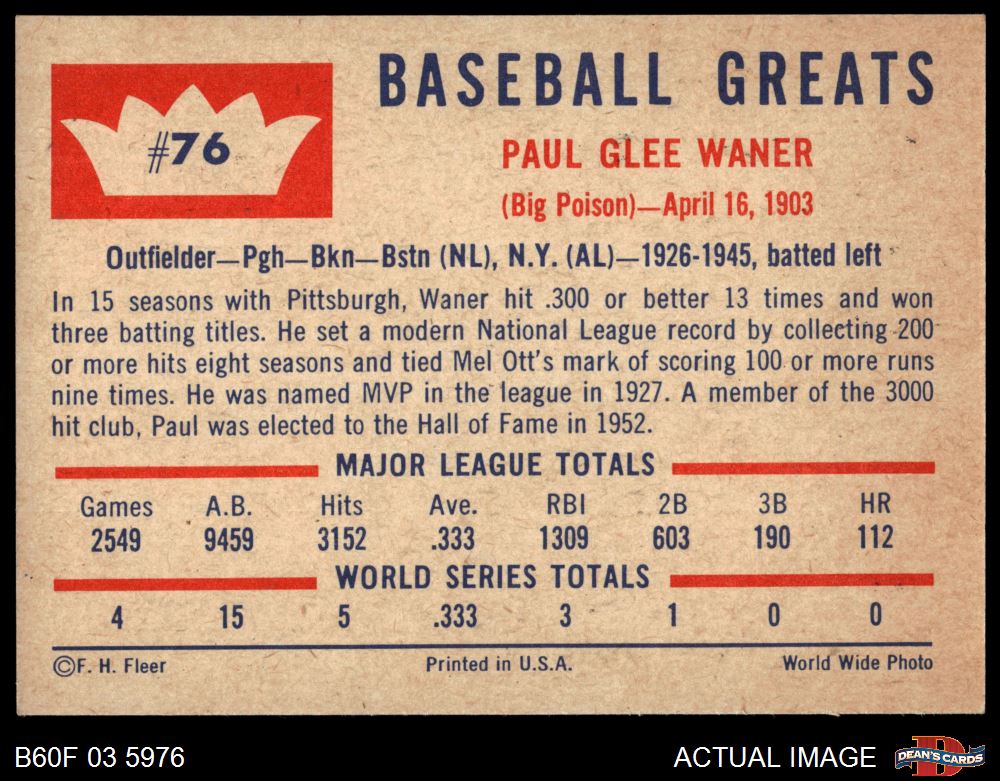 #76
BASEBALL GREATS
PAUL GLEE WANER
(Big Poison)—April 16, 1903
Outfielder—Pgh—Bkn—Bstn (NL), N.Y. (AL)—1926-1945, batted left
In 15 seasons with Pittsburgh, Waner hit .300 or better 13 times and won
three batting titles. He set a modern National League record by collecting 200
or more hits eight seasons and tied Mel Ott's mark of scoring 100 or more runs
nine times. He was named MVP in the league in 1927. A member of the 3000
hit club, Paul was elected to the Hall of Fame in 1952.
MAJOR LEAGUE TOTALS
Games A.B. Hits Ave. RBI 2B 3B HR
2549 9459 3152 .333 1309 603 190 112
WORLD SERIES TOTALS
4 15 5 .333 3 1 0 0
©F. H. Fleer Printed in U.S.A. World Wide Photo
B60F 03 5976 ACTUAL IMAGE D DEAN'S CARDS